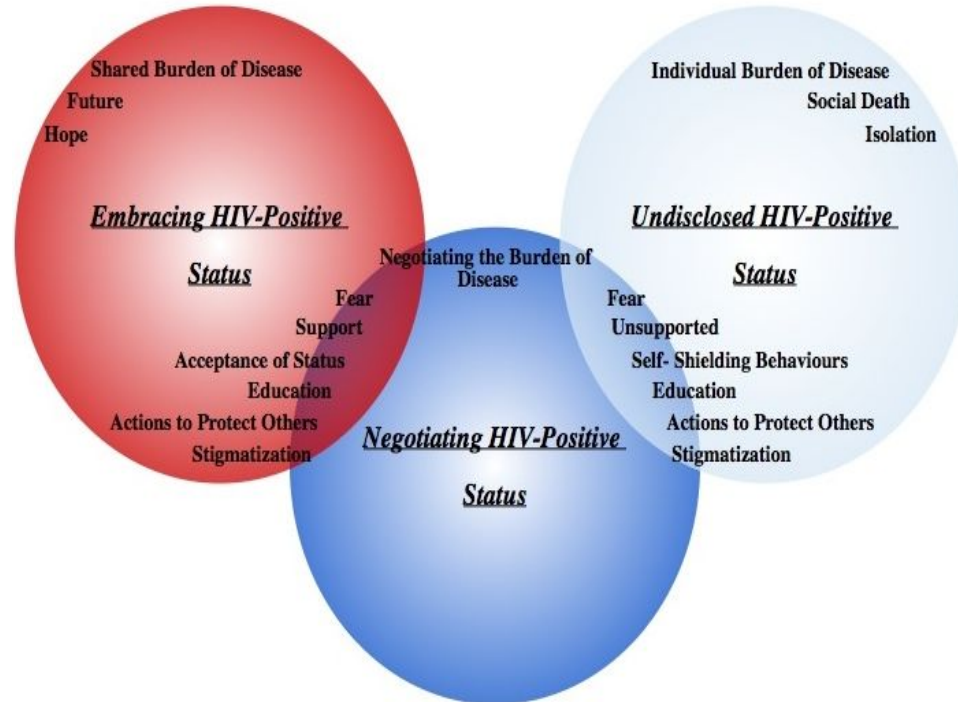 Shared Burden of Disease
Future
Hope
Embracing HIV-Positive
Status
Fear
Support
Acceptance of Status
Education
Actions to Protect Others
Stigmatization
Negotiating the Burden of
Disease
Negotiating HIV-Positive
Status
Individual Burden of Disease
Social Death
Isolation
Undisclosed HIV-Positive
Status
Fear
Unsupported
Self- Shielding Behaviours
Education
Actions to Protect Others
Stigmatization